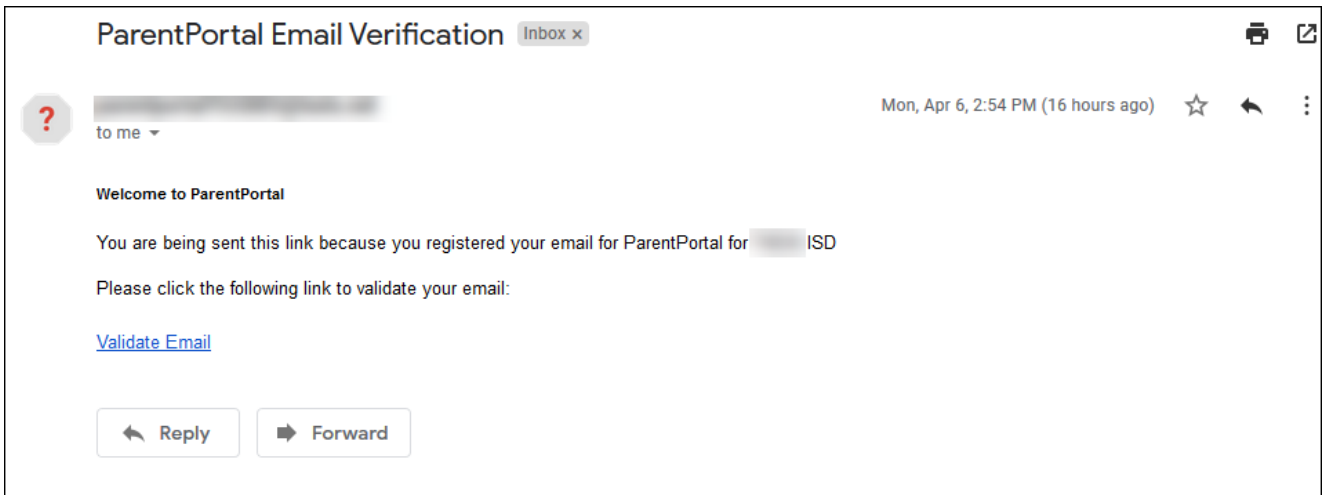 ParentPortal Email Verification Inbox x
?
Mon, Apr 6, 2:54 PM (16 hours ago)
to me
Welcome to ParentPortal
You are being sent this link because you registered your email for ParentPortal for ISD
Please click the following link to validate your email:
Validate Email
Reply Forward